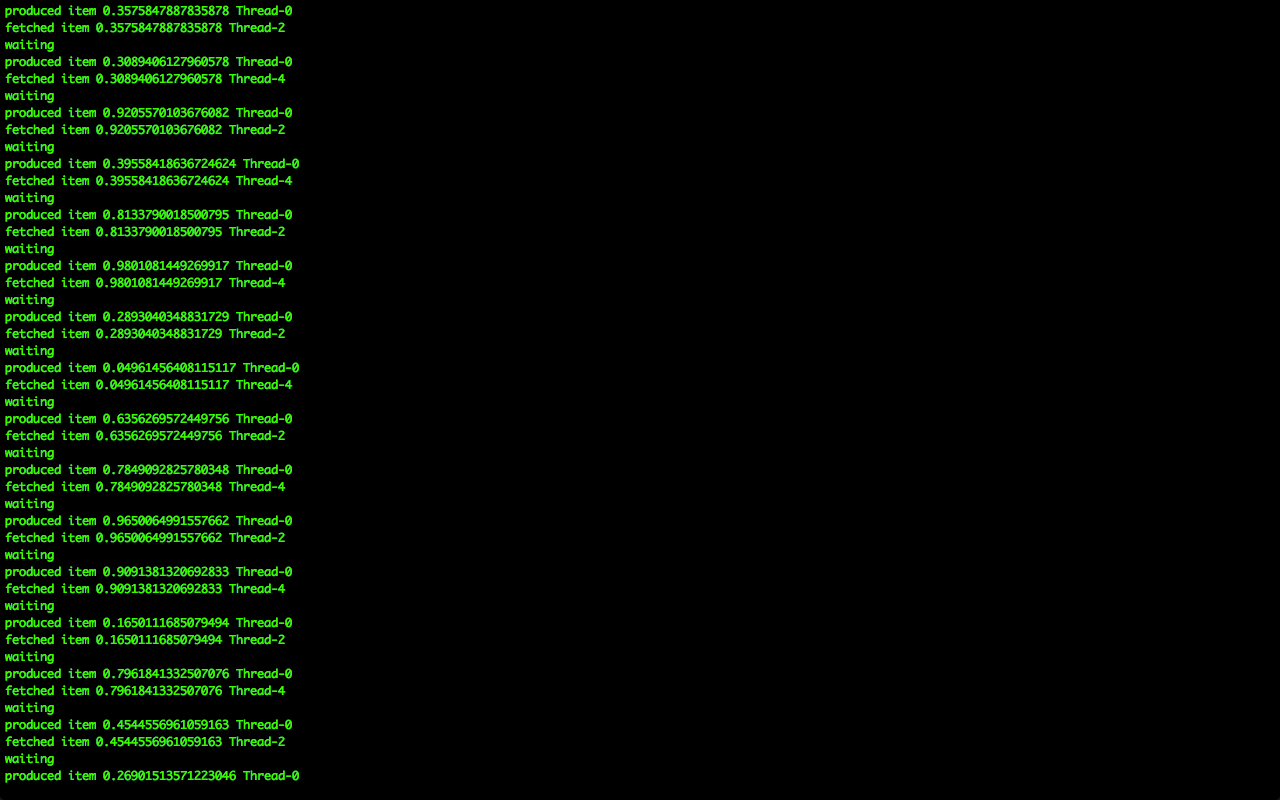 produced item 0.3575847887835878 Thread-0
fetched item 0.3575847887835878 Thread-2
waiting
produced item 0.3089406127960578 Thread-0
fetched item 0.3089406127960578 Thread-4
waiting
produced item 0.9205570103676082 Thread-0
fetched item 0.9205570103676082 Thread-2
waiting
produced item 0.39558418636724624 Thread-0
fetched item 0.39558418636724624 Thread-4
waiting
produced item 0.8133790018500795 Thread-0
fetched item 0.8133790018500795 Thread-2
waiting
produced item 0.9801081449269917 Thread-0
fetched item 0.9801081449269917 Thread-4
waiting
produced item 0.2893040348831729 Thread-0
fetched item 0.2893040348831729 Thread-2
waiting
produced item 0.04961456408115117 Thread-0
fetched item 0.04961456408115117 Thread-4
waiting
produced item 0.6356269572449756 Thread-0
fetched item 0.6356269572449756 Thread-2
waiting
produced item 0.7849092825780348 Thread-0
fetched item 0.7849092825780348 Thread-4
waiting
produced item 0.9650064991557662 Thread-0
fetched item 0.9650064991557662 Thread-2
waiting
produced item 0.9091381320692833 Thread-0
fetched item 0.9091381320692833 Thread-4
waiting
produced item 0.1650111685079494 Thread-0
fetched item 0.1650111685079494 Thread-2
waiting
produced item 0.7961841332507076 Thread-0
fetched item 0.7961841332507076 Thread-4
waiting
produced item 0.4544556961059163 Thread-0
fetched item 0.4544556961059163 Thread-2
waiting
produced item 0.26901513571223046 Thread-0